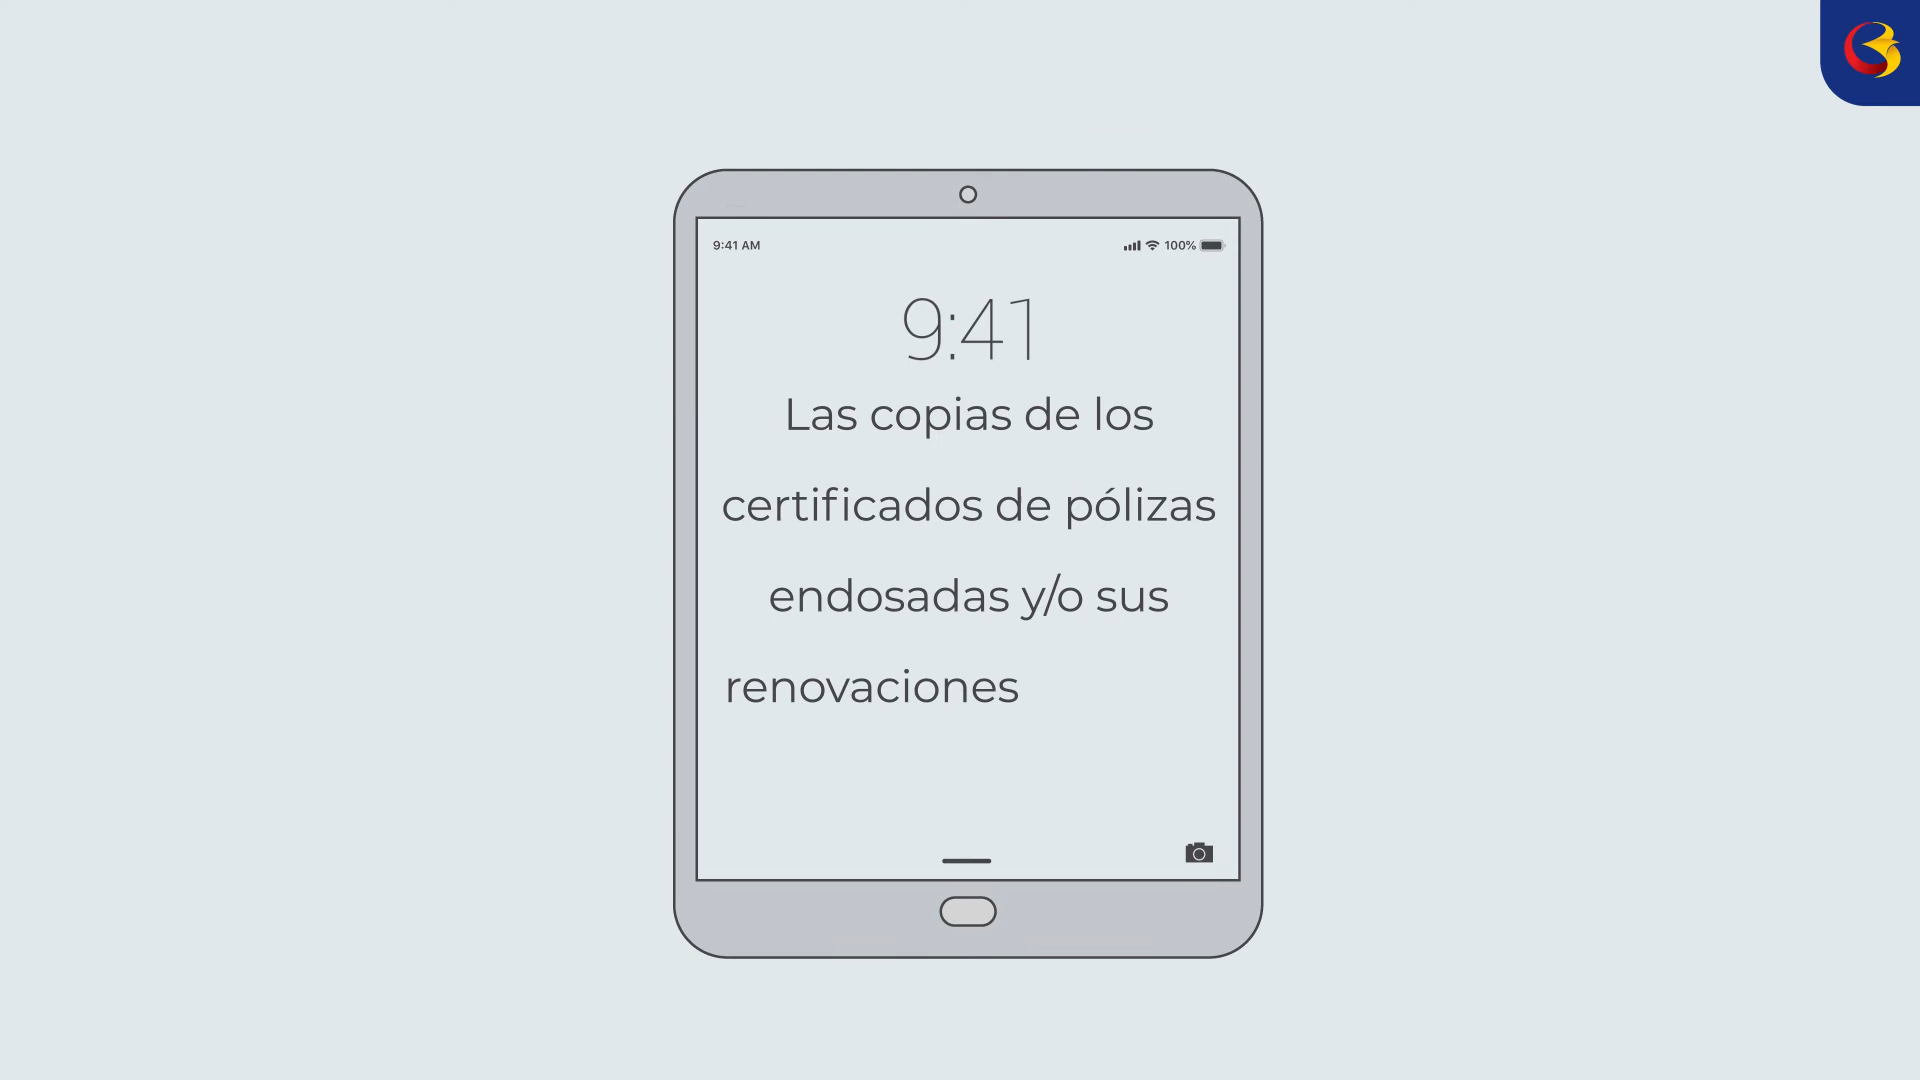 9:41 AM 100%
9:41
Las copias de los
certificados de pólizas
endosadas y/o sus
renovaciones